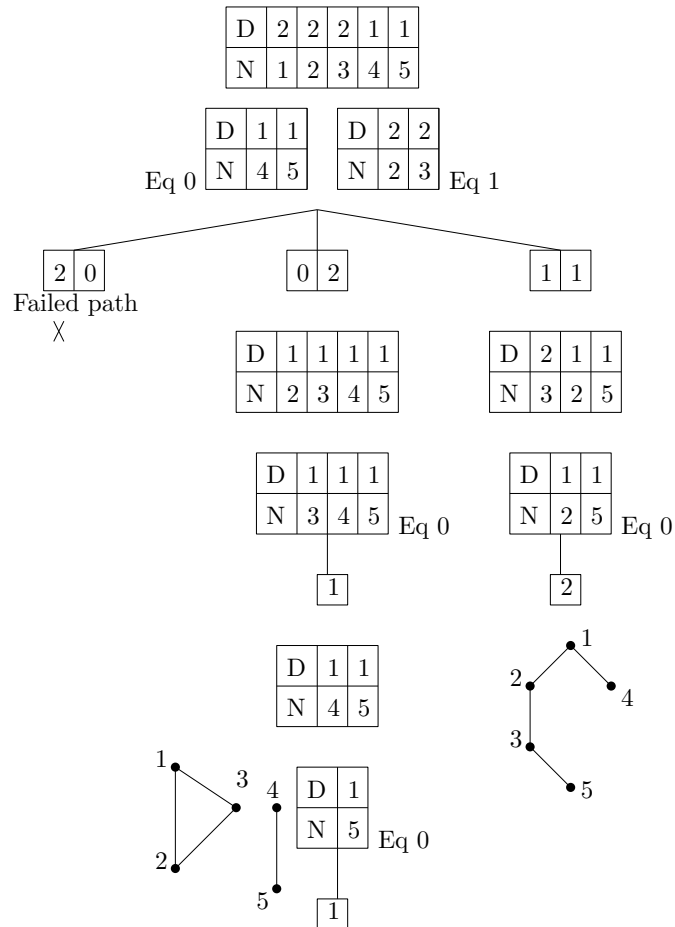 D 2 2 2 1 1
N 1 2 3 4 5
D 1 1
N 4 5
Eq 0
D 2 2
N 2 3
Eq 1
2 0
0 2
1 1
Failed path
D 1 1 1 1
N 2 3 4 5
D 2 1 1
N 3 2 5
D 1 1 1
N 3 4 5
Eq 0
D 1 1
N 2 5
Eq 0
1
2
D 1 1
N 4 5
1
2
3
4
5
1
2
3
4
5
D 1
N 5
Eq 0
1